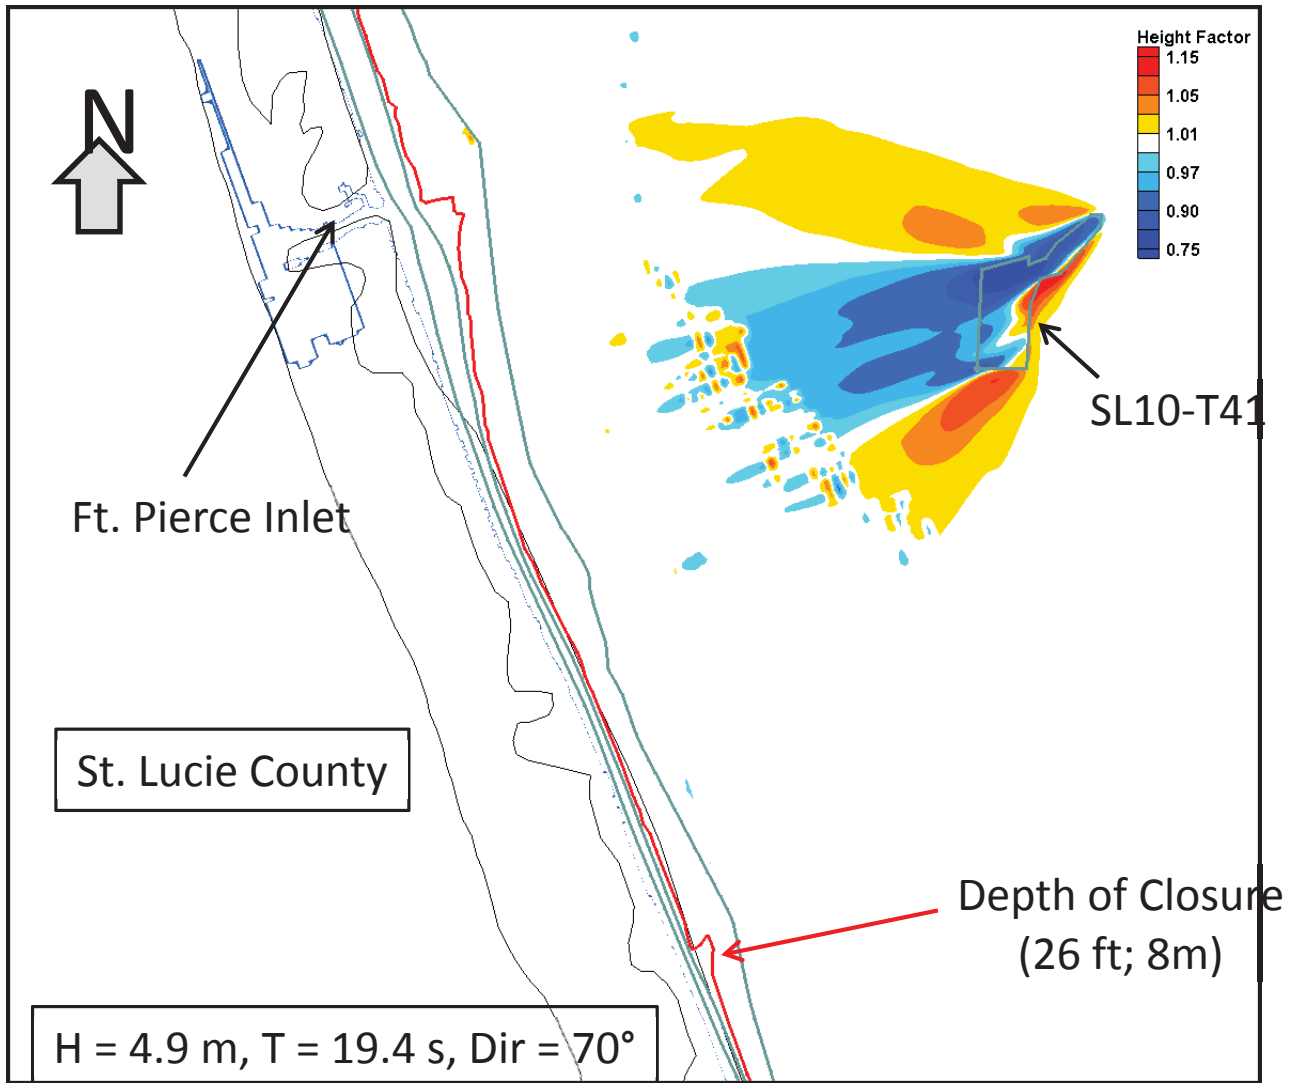 Height Factor
1.15
1.05
1.01
0.97
0.90
0.75
N
SL10-T41
Ft. Pierce Inlet
St. Lucie County
Depth of Closure
(26 ft; 8m)
H = 4.9 m, T = 19.4 s, Dir = 70°